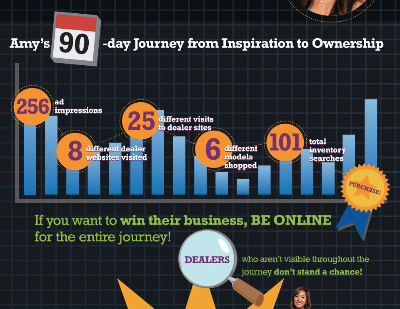 Amy's 90 -day Journey from Inspiration to Ownership
256 ad
impressions
8 different dealer
websites visited
25 different visits
to dealer sites
6 different
models
shopped
101 total
inventory
searches
PURCHASE!
If you want to win their business, BE ONLINE
for the entire journey!
DEALERS who aren't visible throughout the
journey don't stand a chance!